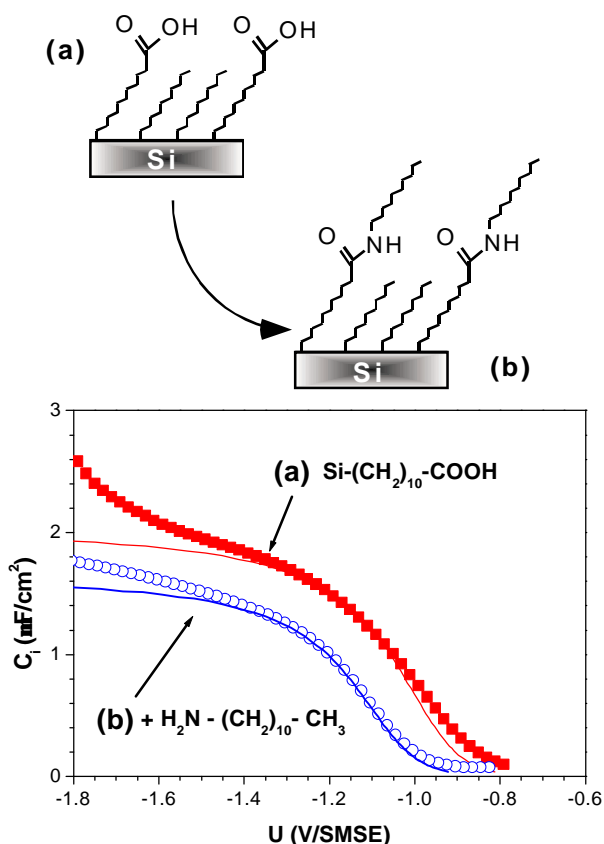 (a)
O
OH
O
OH
Si
O
NH
O
NH
Si
(b)
3
2
1
0
-1.8
-1.6
-1.4
-1.2
-1.0
-0.8
-0.6
Cᵢ (mF/cm²)
U (V/SMSE)
(a) Si-(CH₂)₁₀-COOH
(b) + H₂N - (CH₂)₁₀- CH₃